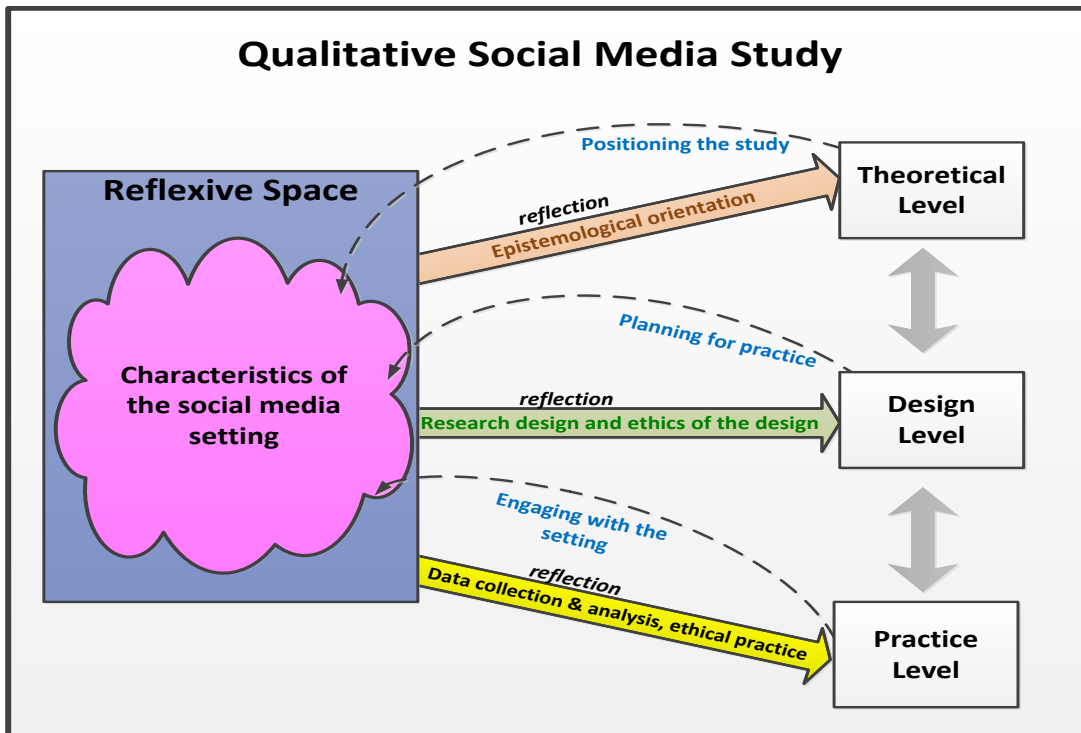 Qualitative Social Media Study
Reflexive Space
Characteristics of
the social media
setting
Positioning the study
reflection
Epistemological orientation
Theoretical
Level
Planning for practice
reflection
Research design and ethics of the design
Design
Level
Engaging with the
setting
reflection
Data collection & analysis, ethical practice
Practice
Level